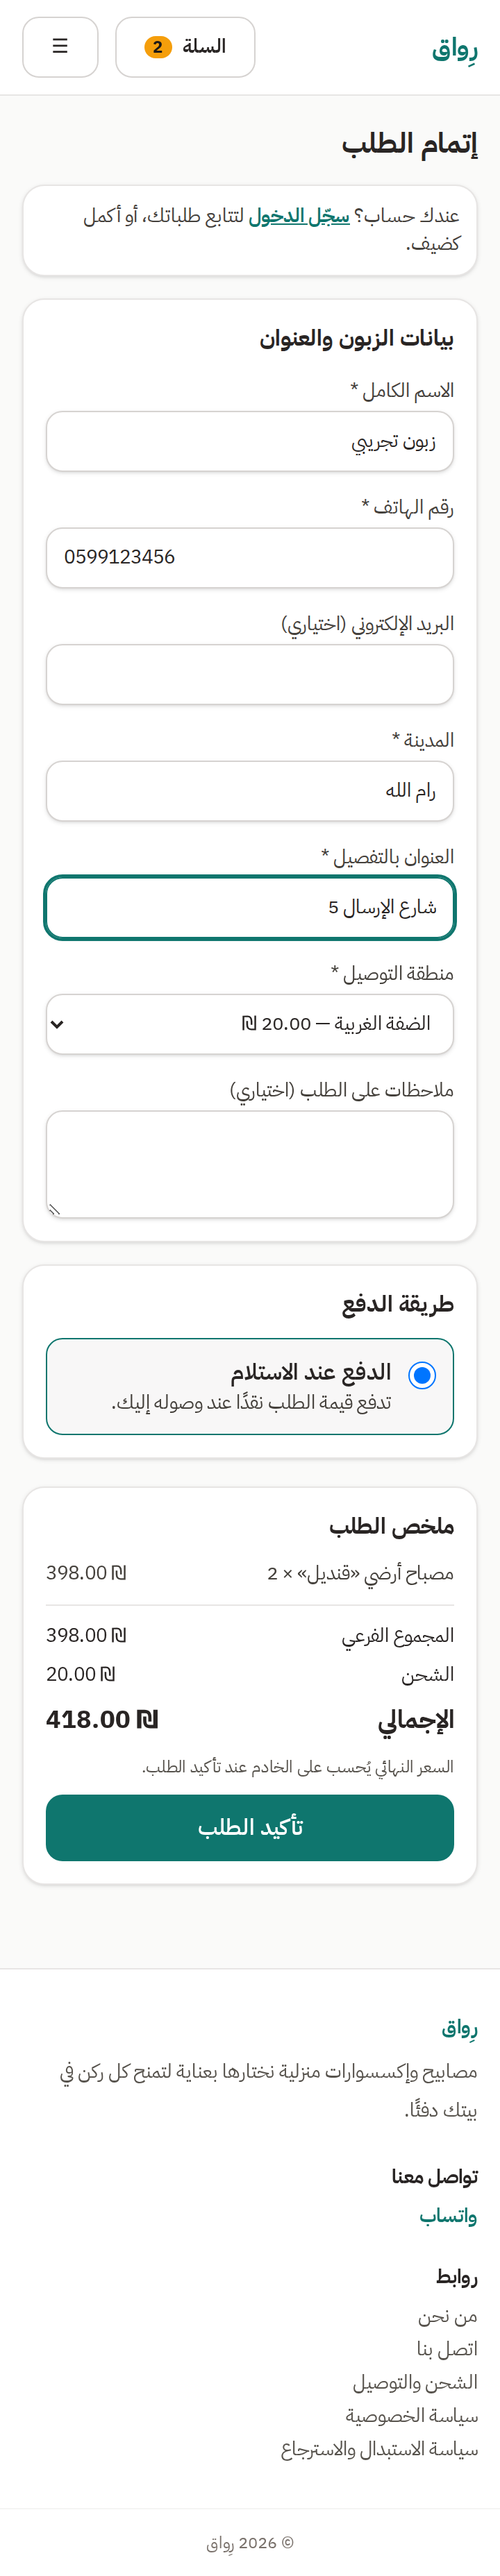 رِواق
السلة 2
☰
إتمام الطلب
عندك حساب؟ سجّل الدخول لتتابع طلباتك، أو أكمل
كضيف.
بيانات الزبون والعنوان
الاسم الكامل *
زبون تجريبي
رقم الهاتف *
0599123456
البريد الإلكتروني (اختياري)
المدينة *
رام الله
العنوان بالتفصيل *
شارع الإرسال 5
منطقة التوصيل *
الضفة الغربية — 20.00 ₪
ملاحظات على الطلب (اختياري)
طريقة الدفع
الدفع عند الاستلام
تدفع قيمة الطلب نقدًا عند وصوله إليك.
ملخص الطلب
مصباح أرضي «قنديل» × 2 398.00 ₪
المجموع الفرعي 398.00 ₪
الشحن 20.00 ₪
الإجمالي 418.00 ₪
السعر النهائي يُحسب على الخادم عند تأكيد الطلب.
تأكيد الطلب
رِواق
مصابيح وإكسسوارات منزلية نختارها بعناية لتمنح كل ركن في
بيتك دفئًا.
تواصل معنا
واتساب
روابط
من نحن
اتصل بنا
الشحن والتوصيل
سياسة الخصوصية
سياسة الاستبدال والاسترجاع
© 2026 رِواق